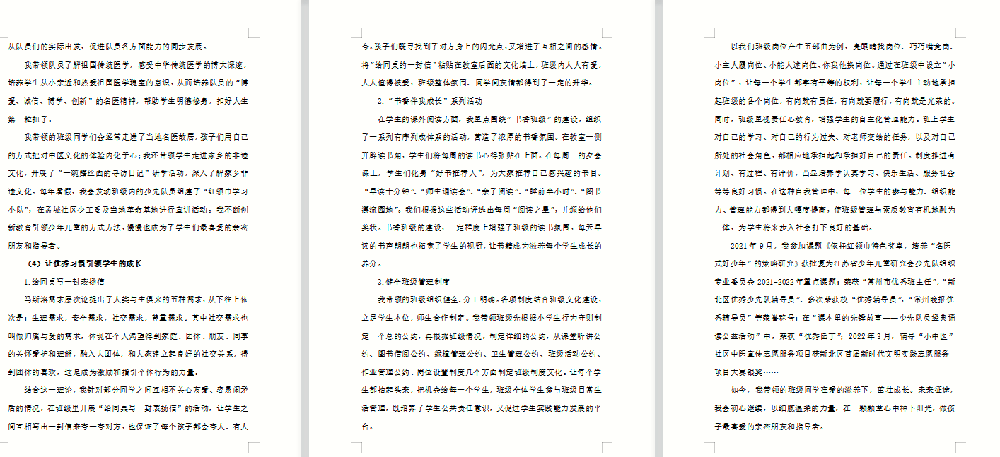 从队员们的实际出发，促进队员各方面能力的同步发展。
我带领队员了解祖国传统医学，感受中华传统医学的博大深邃，
培养学生从小亲近和热爱祖国医学瑰宝的意识，从而培养队员的“博
爱、诚信、博学、创新”的名医精神，帮助学生明德修身，扣好人生
第一粒扣子。
我带领的班级同学们会经常走进了当地名医故居，孩子们用自己
的方式把对中医文化的体验内化于心；我还带领学生走进家乡的非遗
文化，开展了“一碗鳝丝面的寻访日记”研学活动，深入了解家乡非
遗文化。每年暑假，我会发动班级内的少先队员组建了“红领巾学习
小队”，在孟城社区少工委及当地革命基地进行宣讲活动。我不断创
新教育引领少年儿童的方式方法，慢慢也成为了学生们最喜爱的亲密
朋友和指导者。
（4）让优秀习惯引领学生的成长
1.给同桌写一封表扬信
马斯洛需求层次论提出了人类与生俱来的五种需求，从下往上依
次是：生理需求，安全需求，社交需求，尊重需求。其中社交需求也
叫做归属与爱的需求，体现在个人渴望得到家庭、团体、朋友、同事
的关怀爱护和理解，融入大团体，和大家建立起良好的社交关系，得
到团体的喜欢，这是成为激励和指引个体行为的力量。
结合这一理论，我针对部分同学之间互相不关心友爱、容易闹矛
盾的情况，在班级里开展“给同桌写一封表扬信”的活动，让学生之
间互相写出一封信来夸一夸对方，也保证了每个孩子都会夸人、有人
夸。孩子们既寻找到了对方身上的闪光点，又增进了互相之间的感情。
将“给同桌的一封信”粘贴在教室后面的文化墙上，班级内人人有爱，
人人值得被爱，班级整体氛围、同学间友情都得到了一定的升华。
2.“书香伴我成长”系列活动
在学生的课外阅读方面，我重点围绕”书香班级”的建设，组织
了一系列有序列成体系的活动，营造了浓厚的书香氛围。在教室一侧
开辟读书角，学生们将每周的读书心得张贴在上面。在每周一的夕会
课上，学生们化身“好书推荐人”，为大家推荐自己感兴趣的书目。
“早读十分钟”、“师生诵读会”、“亲子阅读”、“睡前半小时”、“图书
漂流园地”。我们根据这些活动评选出每周“阅读之星”，并颁给他们
奖状。书香班级的建设，一定程度上增强了班级的读书氛围，每天早
读的书声朗朗也拓宽了学生的视野，让书籍成为滋养每个学生成长的
养分。
3.健全班级管理制度
我带领的班级组织健全、分工明确。各项制度结合班级文化建设，
立足学生本位，师生合作制定。我带领班级先根据小学生行为守则制
定一个总的公约，再根据班级情况，制定详细的公约，从课堂听讲公
约、图书借阅公约、绿植管理公约、卫生管理公约、班级活动公约、
作业管理公约、岗位设置制度几个方面制定班级制度文化。让每个学
生都抬起头来，把机会给每一个学生，班级全体学生参与班级日常生
活管理，既培养了学生公共责任意识，又促进学生实践能力发展的平
台。
以我们班级岗位产生五部曲为例，亮眼睛找岗位、巧巧嘴竞岗、
小主人履岗位、小能人述岗位、你我他换岗位。通过在班级中设立“小
岗位”，让每一个学生都享有平等的权利，让每一个学生主动地承担
起班级的各个岗位，有岗就有责任，有岗就要履行，有岗就是光荣的。
同时，班级重视责任心教育，增强学生的自主化管理能力。班上学生
对自己的学习、对自己的行为过失、对老师交给的任务，以及对自己
所处的社会角色，都相应地承担起和承担好自己的责任。制度推进有
计划、有过程、有评价，凸显培养学认真学习、快乐生活、服务社会
等等良好习惯。在这种自我管理中，每一位学生的参与能力、组织能
力、管理能力都得到大幅度提高，使班级管理与素质教育有机地融为
一体，为学生将来步入社会打下良好的基础。
2021 年 9 月，我参加课题《依托红领巾特色奖章，培养“名医
式好少年”的策略研究》获批复为江苏省少年儿童研究会少先队组织
专业委员会 2021-2022 年重点课题；荣获“常州市优秀班主任”，“新
北区优秀少先队辅导员”、多次荣获校“优秀辅导员”，“常州晚报优
秀辅导员”等荣誉称号；在“课本里的先锋故事——少先队员经典诵
读公益活动”中，荣获“优秀园丁”；2022 年 3 月，辅导“小中医”
社区中医宣传志愿服务项目获新北区首届新时代文明实践志愿服务
项目大赛银奖……
如今，我带领的班级同学在爱的滋养下，茁壮成长。未来征途，
我会初心继续，以细腻温柔的力量，在一颗颗童心中种下阳光，做孩
子最喜爱的亲密朋友和指导者。